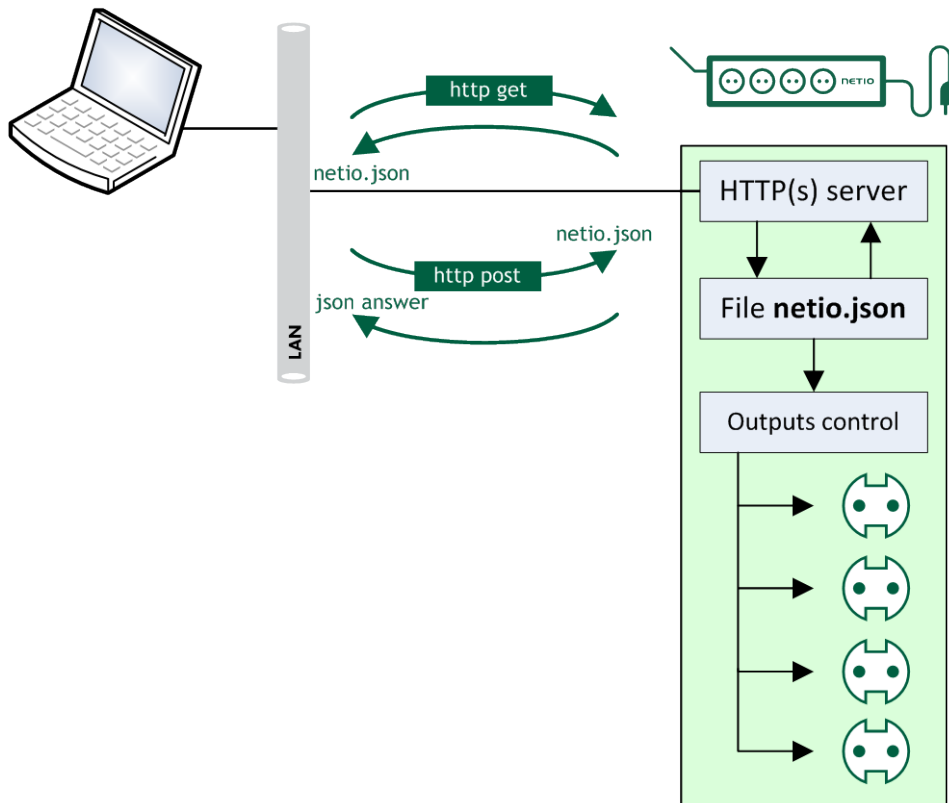 http get
NETIO
netio.json
HTTP(s) server
netio.json
http post
json answer
File netio.json
LAN
Outputs control